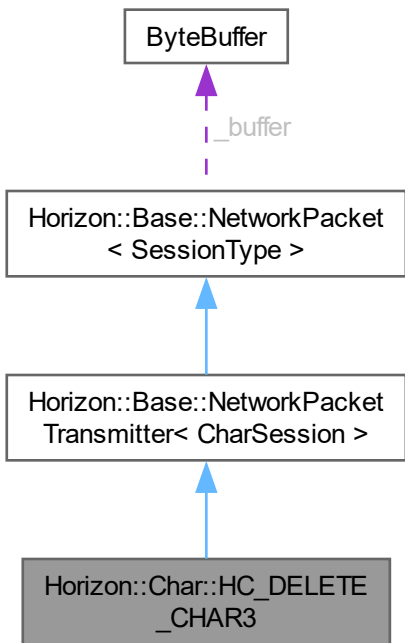 ByteBuffer
_buffer
Horizon::Base::NetworkPacket
< SessionType >
Horizon::Base::NetworkPacket
Transmitter< CharSession >
Horizon::Char::HC_DELETE
_CHAR3